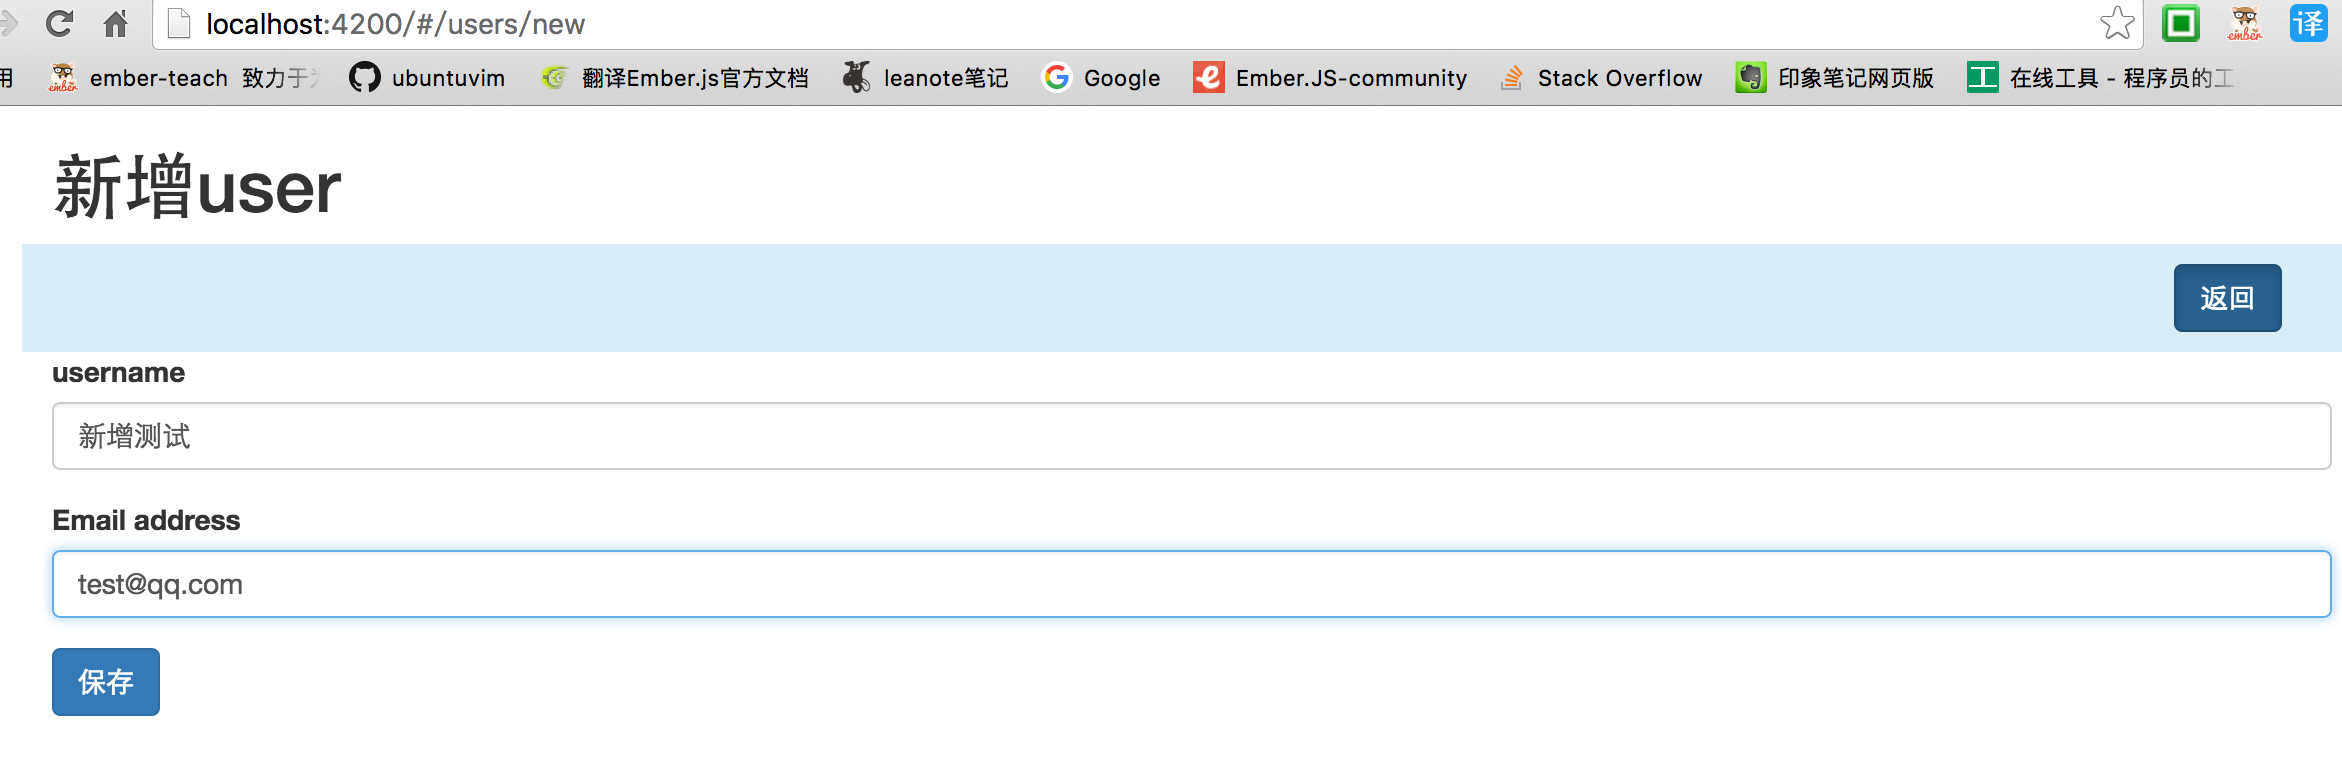 localhost:4200/#/users/new
译
用 ember-teach 致力于 ubuntuvim 翻译Ember.js官方文档 leanote笔记 Google Ember.JS-community Stack Overflow 印象笔记网页版 在线工具 - 程序员的工
新增user
返回
username
新增测试
Email address
test@qq.com
保存